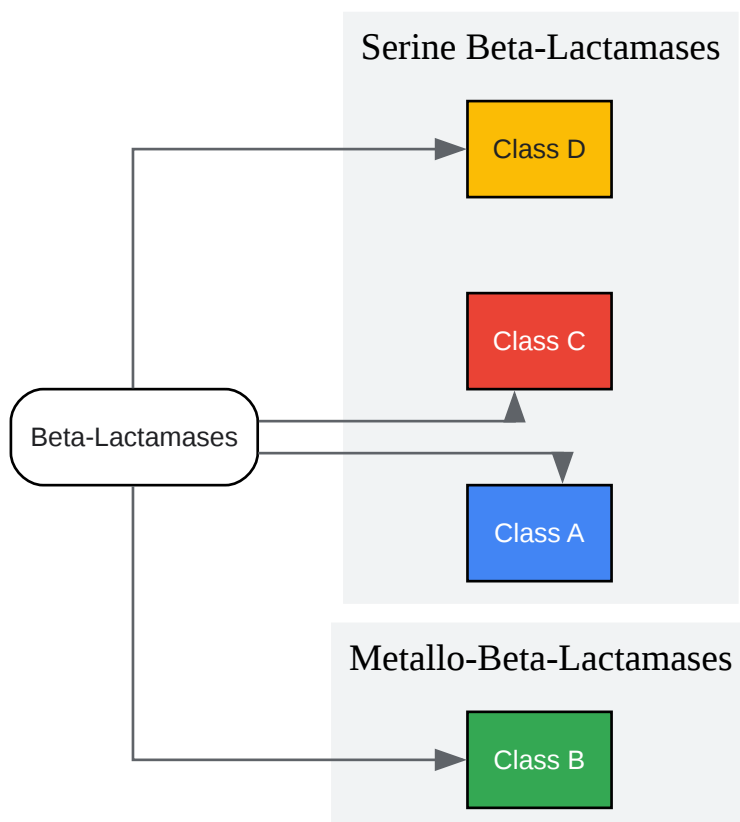 Serine Beta-Lactamases
Class D
Class C
Beta-Lactamases
Class A
Metallo-Beta-Lactamases
Class B